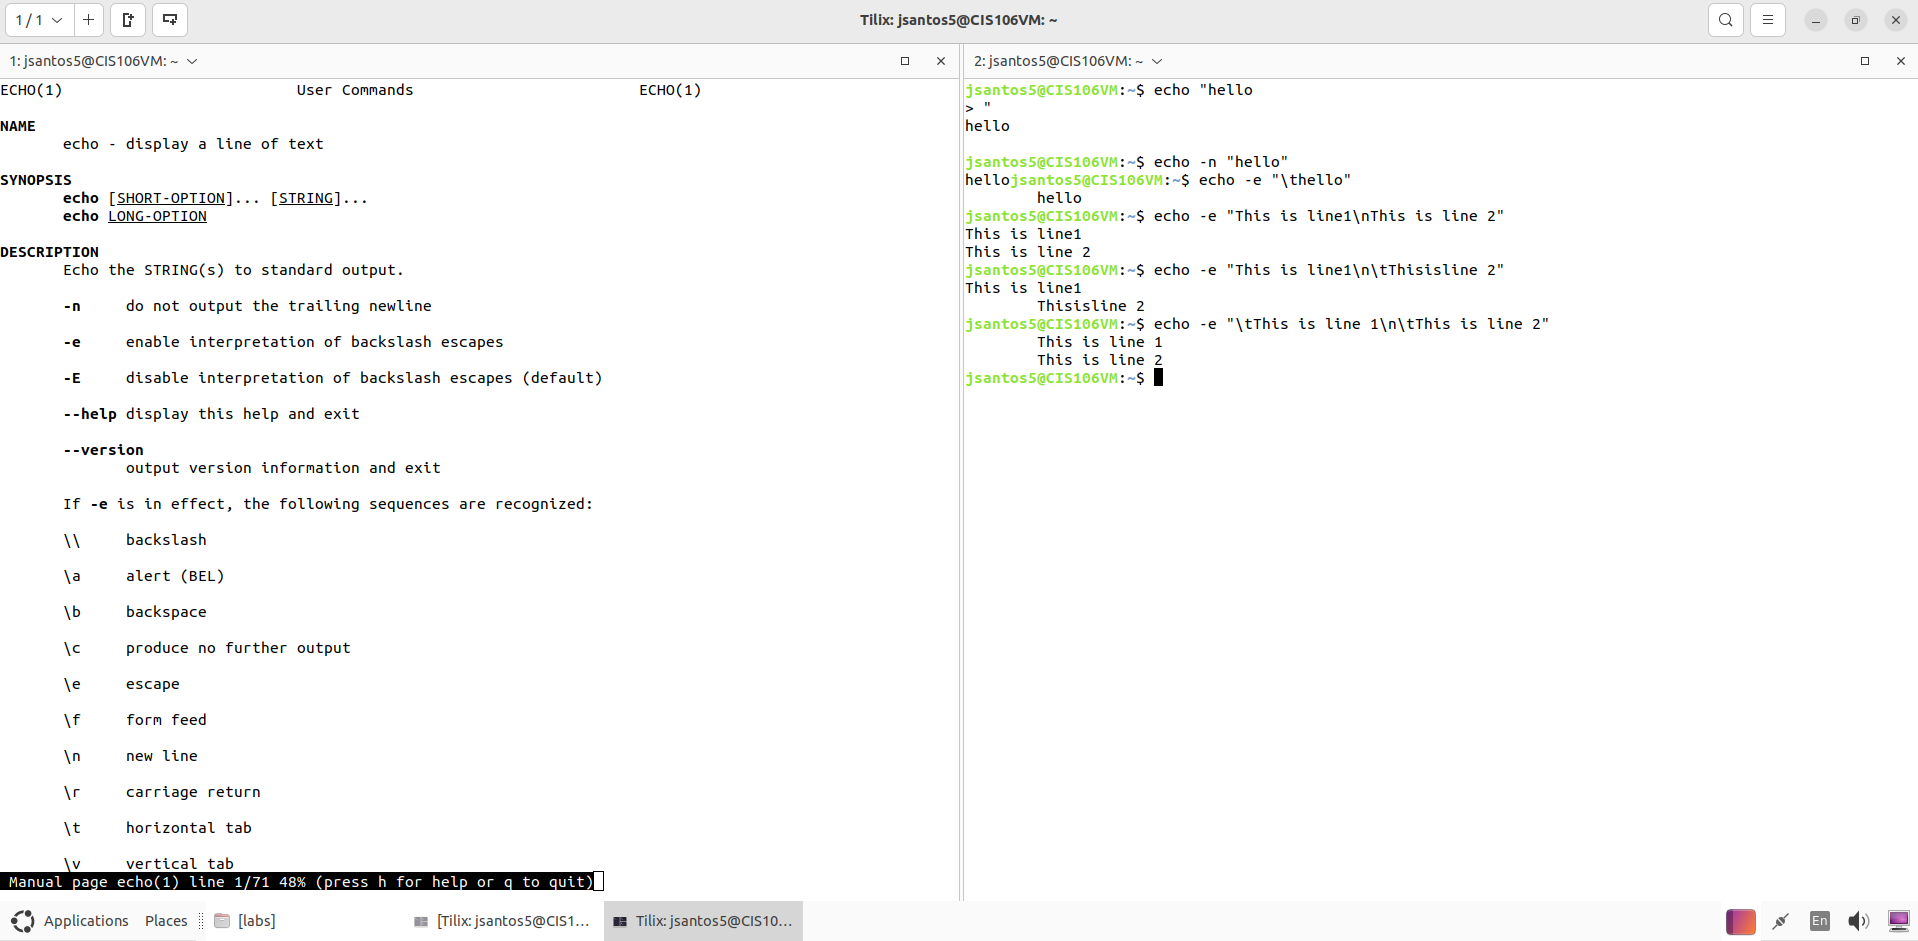 1 / 1
Tilix: jsantos5@CIS106VM: ~
1: jsantos5@CIS106VM: ~
ECHO(1) User Commands ECHO(1)
NAME
echo - display a line of text
SYNOPSIS
echo [SHORT-OPTION]... [STRING]...
echo LONG-OPTION
DESCRIPTION
Echo the STRING(s) to standard output.
-n do not output the trailing newline
-e enable interpretation of backslash escapes
-E disable interpretation of backslash escapes (default)
--help display this help and exit
--version
output version information and exit
If -e is in effect, the following sequences are recognized:
\\ backslash
\a alert (BEL)
\b backspace
\c produce no further output
\e escape
\f form feed
\n new line
\r carriage return
\t horizontal tab
\v vertical tab
Manual page echo(1) line 1/71 48% (press h for help or q to quit)
2: jsantos5@CIS106VM: ~
jsantos5@CIS106VM:~$ echo "hello
> "
hello
jsantos5@CIS106VM:~$ echo -n "hello"
hellojsantos5@CIS106VM:~$ echo -e "\thello"
hello
jsantos5@CIS106VM:~$ echo -e "This is line1\nThis is line 2"
This is line1
This is line 2
jsantos5@CIS106VM:~$ echo -e "This is line1\n\tThisisline 2"
This is line1
Thisisline 2
jsantos5@CIS106VM:~$ echo -e "\tThis is line 1\n\tThis is line 2"
This is line 1
This is line 2
jsantos5@CIS106VM:~$
Applications Places [labs] [Tilix: jsantos5@CIS1... Tilix: jsantos5@CIS10... En